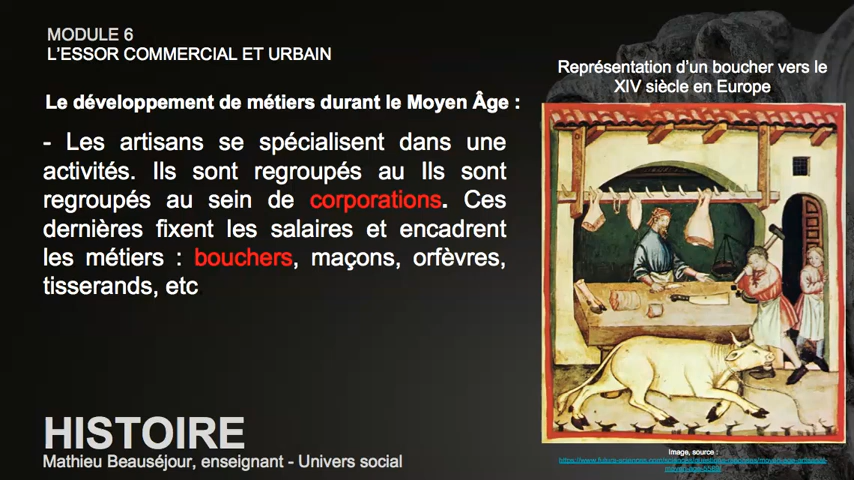 MODULE 6
L'ESSOR COMMERCIAL ET URBAIN
Le développement de métiers durant le Moyen Âge :
- Les artisans se spécialisent dans une
activités. Ils sont regroupés au Ils sont
regroupés au sein de corporations. Ces
dernières fixent les salaires et encadrent
les métiers : bouchers, maçons, orfèvres,
tisserands, etc
Représentation d'un boucher vers le
XIV siècle en Europe
Image, source :
HISTOIRE
Mathieu Beauséjour, enseignant - Univers social